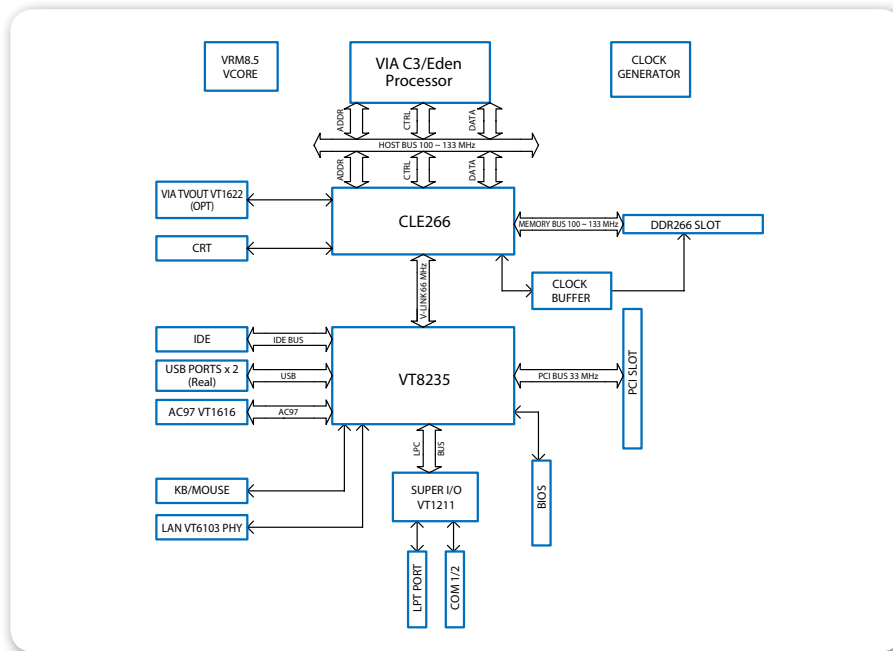 VRM8.5
VCORE
VIA C3/Eden
Processor
CLOCK
GENERATOR
ADDR
CTRL
DATA
HOST BUS 100 ~ 133 MHz
ADDR
CTRL
DATA
VIA TVOUT VT1622
(OPT)
CLE266
MEMORY BUS 100 ~ 133 MHz
DDR266 SLOT
CRT
CLOCK
BUFFER
V-LINK66 MHz
IDE
IDE BUS
USB PORTS x 2
(Real)
USB
VT8235
PCI BUS 33 MHz
PCI SLOT
AC97 VT1616
AC97
LPC
BUS
KB/MOUSE
SUPER I/O
VT1211
BIOS
LAN VT6103 PHY
LPT PORT
COM 1/2